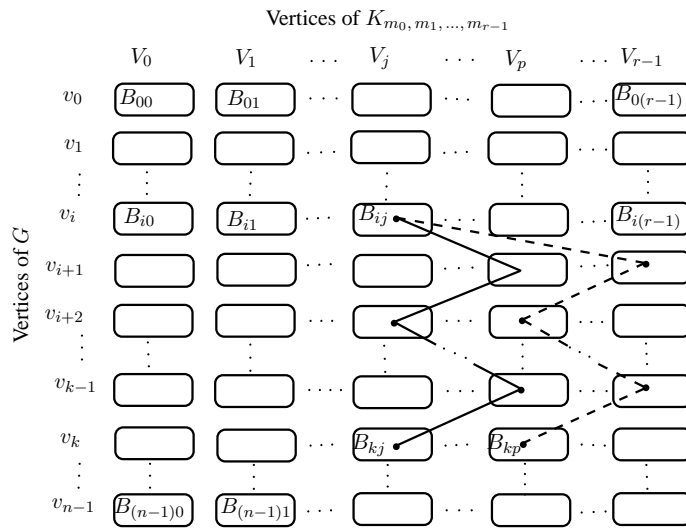 Vertices of $K_{m_0, m_1, \ldots, m_{r-1}}$
$V_0$ $V_1$ · · · $V_j$ · · · $V_p$ · · · $V_{r-1}$
$v_0$ $B_{00}$ $B_{01}$ · · · · · · · · · $B_{0(r-1)}$
$v_1$ · · · · · · · · ·
$v_i$ $B_{i0}$ $B_{i1}$ · · · $B_{ij}$ · · · · · · $B_{i(r-1)}$
$v_{i+1}$ · · · · · · · · ·
$v_{i+2}$ · · · · · · · · ·
$v_{k-1}$ · · · · · · · · ·
$v_k$ · · · $B_{kj}$ · · · $B_{kp}$ · · ·
$v_{n-1}$ $B_{(n-1)0}$ $B_{(n-1)1}$ · · · · · · · · ·
Vertices of $G$